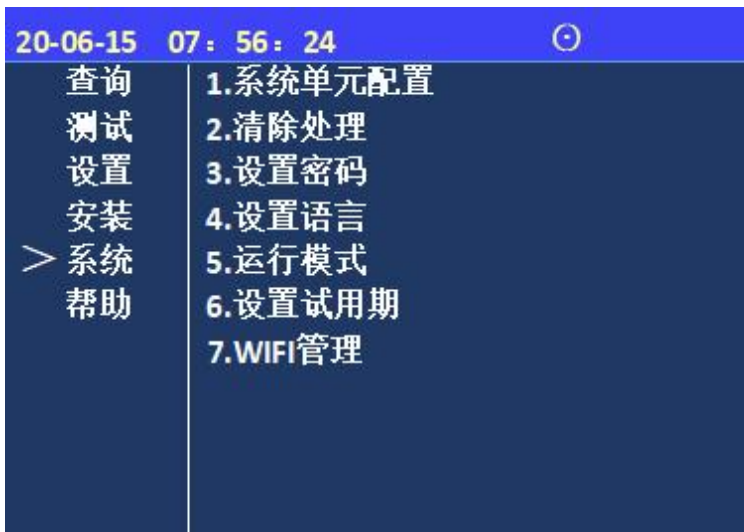 20-06-15 07：56：24
查询
测试
设置
安装
＞系统
帮助
1.系统单元配置
2.清除处理
3.设置密码
4.设置语言
5.运行模式
6.设置试用期
7.WIFI管理